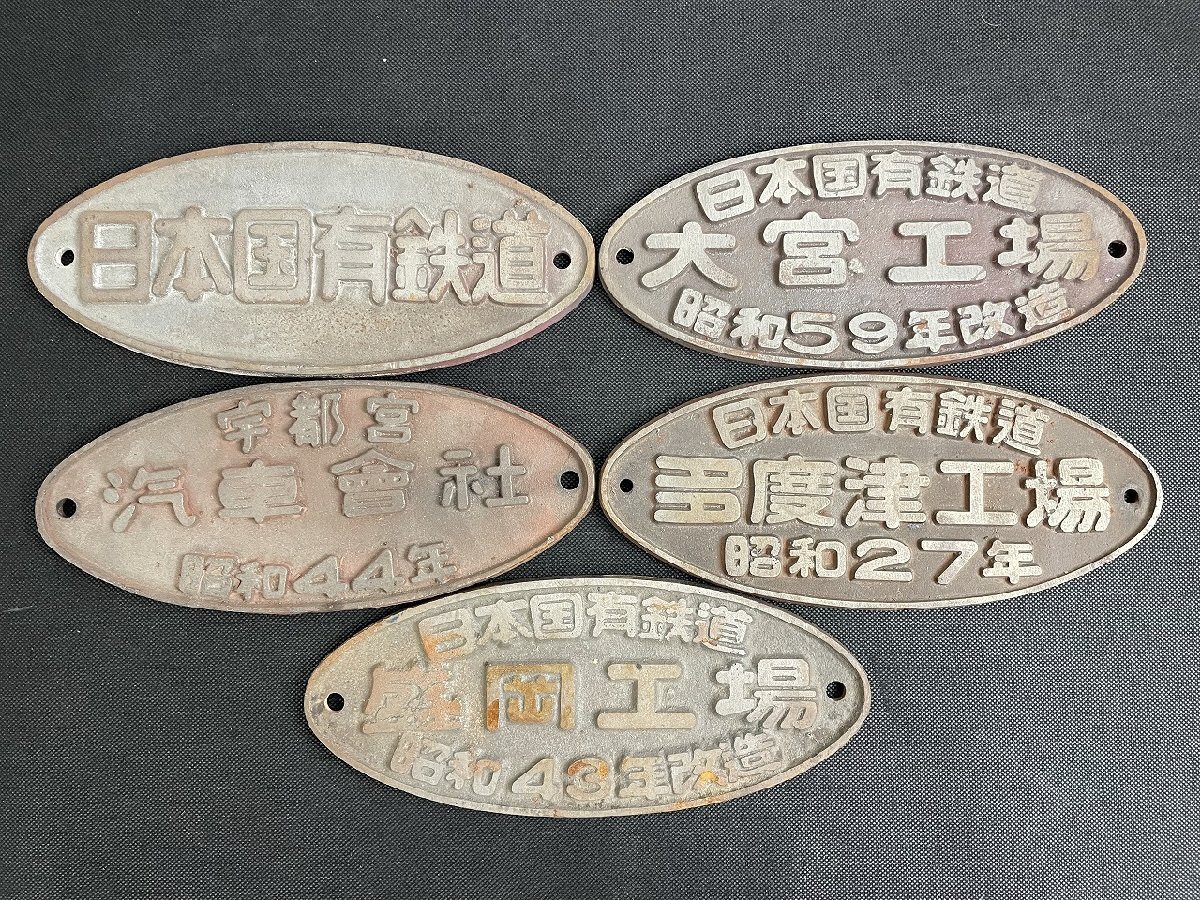 日本国有鉄道
日本国有鉄道
大宮工場
昭和59年改造
宇都宮
汽車會社
昭和44年
日本国有鉄道
多度津工場
昭和27年
日本国有鉄道
盛岡工場
昭和43年改造